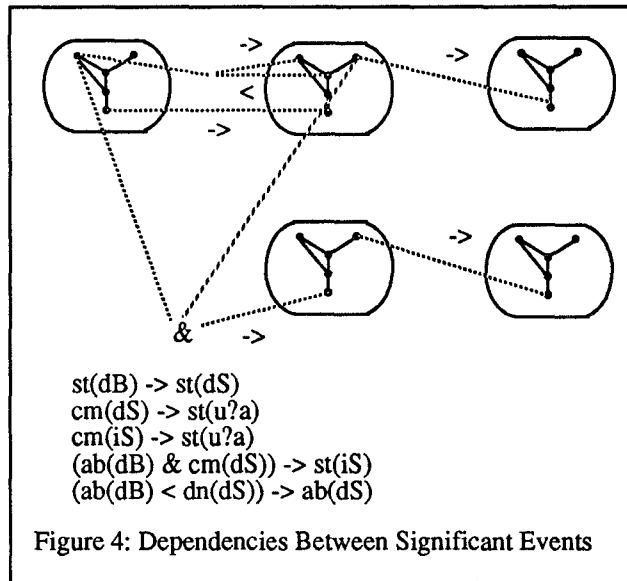 -> ->
<
->
-> 
& ->
st(dB) -> st(dS)
cm(dS) -> st(u?a)
cm(iS) -> st(u?a)
(ab(dB) & cm(dS)) -> st(iS)
(ab(dB) < dn(dS)) -> ab(dS)
Figure 4: Dependencies Between Significant Events